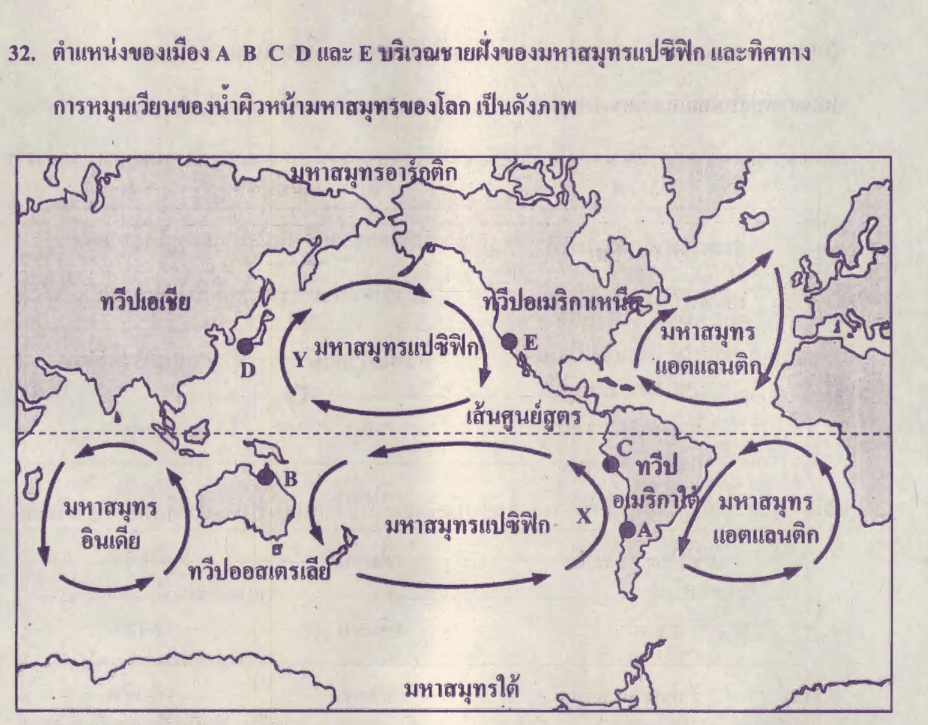 32. ตำแหน่งของเมือง A B C D และ E บริเวณชายฝั่งของมหาสมุทรแปซิฟิก และทิศทาง
การหมุนเวียนของน้ำผิวหน้ามหาสมุทรของโลก เป็นดังภาพ
มหาสมุทรอาร์กติก
ทวีปเอเชีย
ทวีปอเมริกาเหนือ
Y
มหาสมุทรแปซิฟิก
E
มหาสมุทร
แอตแลนติก
D
เส้นศูนย์สูตร
C
ทวีป
อเมริกาใต้
B
มหาสมุทร
อินเดีย
มหาสมุทรแปซิฟิก
X
A
มหาสมุทร
แอตแลนติก
ทวีปออสเตรเลีย
มหาสมุทรใต้